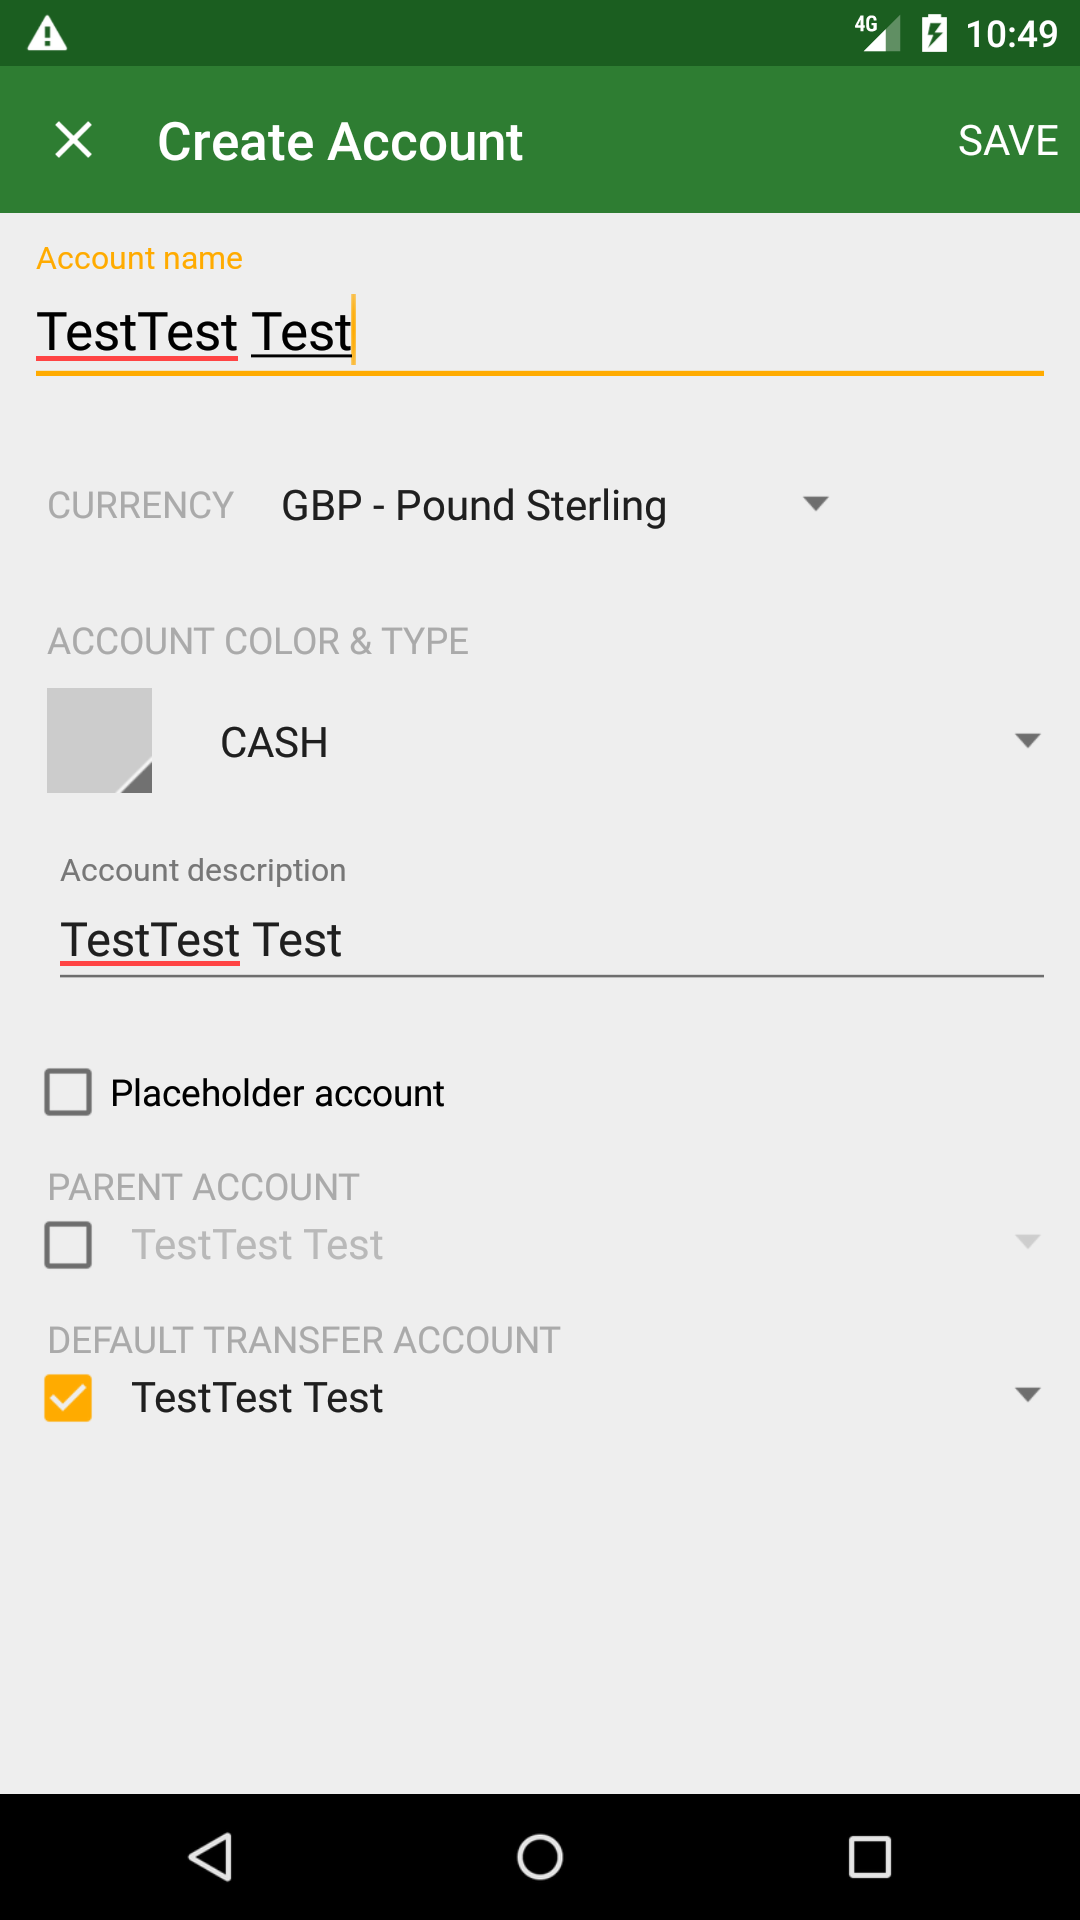 4G 10:49
Create Account SAVE
Account name
TestTest Test
CURRENCY GBP - Pound Sterling
ACCOUNT COLOR & TYPE
CASH
Account description
TestTest Test
Placeholder account
PARENT ACCOUNT
TestTest Test
DEFAULT TRANSFER ACCOUNT
TestTest Test